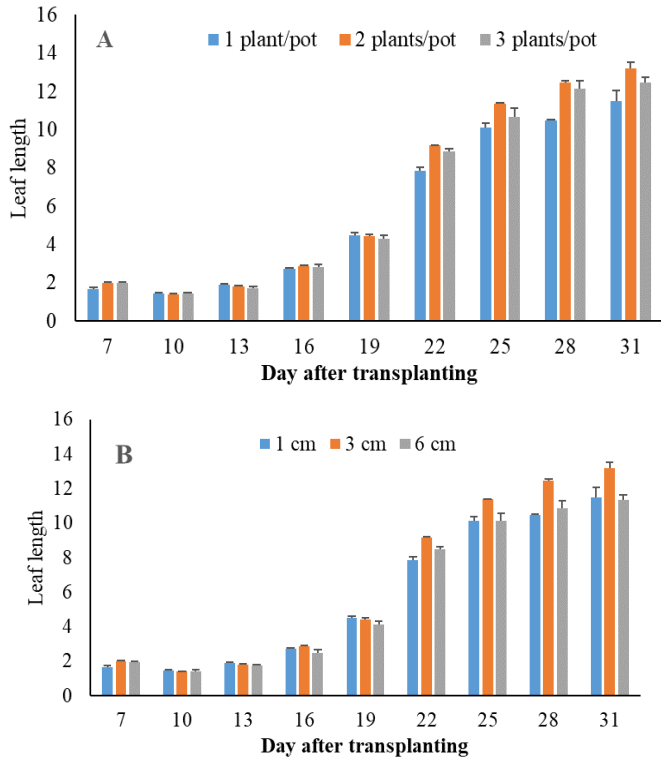 A
1 plant/pot 2 plants/pot 3 plants/pot
16
14
12
10
8
6
4
2
0
Leaf length
7 10 13 16 19 22 25 28 31
Day after transplanting
B
1 cm 3 cm 6 cm
16
14
12
10
8
6
4
2
0
Leaf length
7 10 13 16 19 22 25 28 31
Day after transplanting